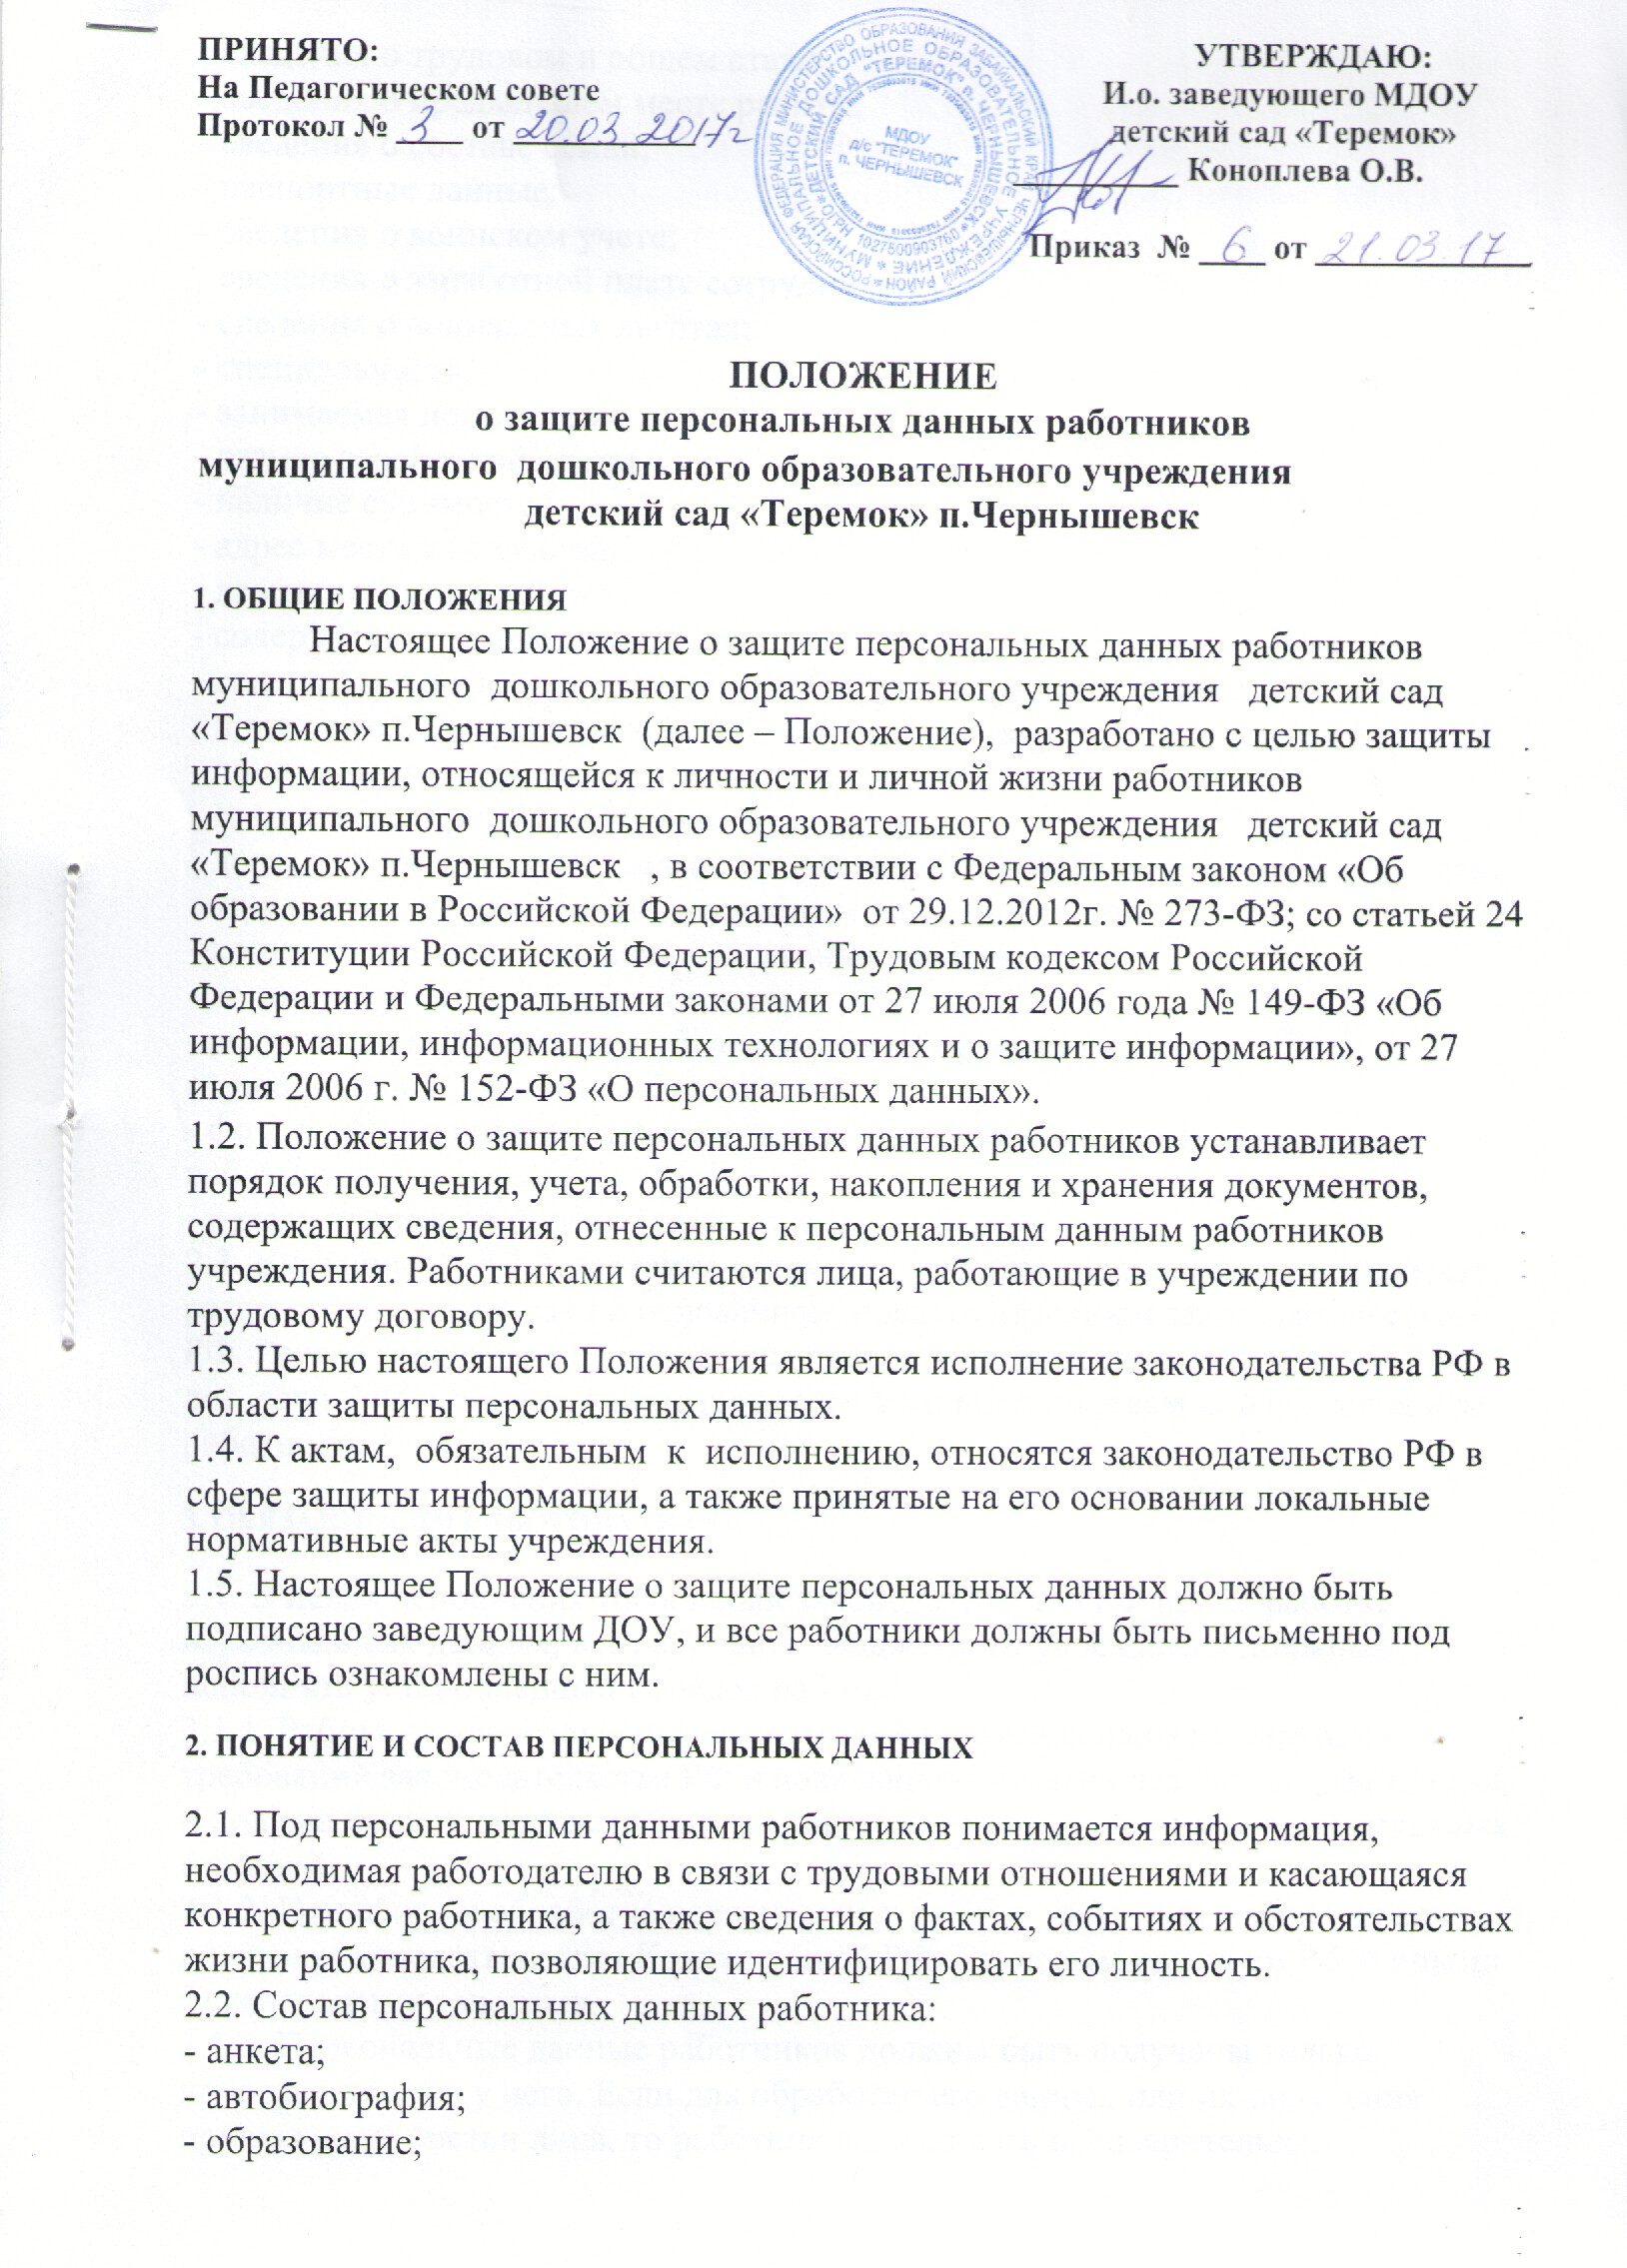 ПРИНЯТО:
На Педагогическом совете
Протокол № 3 от 20.03.2017г
УТВЕРЖДАЮ:
И.о. заведующего МДОУ
детский сад «Теремок»
Коноплева О.В.
Приказ № 6 от 21.03.17
МДОУ
д/с "ТЕРЕМОК"
п. ЧЕРНЫШЕВСК
ПОЛОЖЕНИЕ
о защите персональных данных работников
муниципального дошкольного образовательного учреждения
детский сад «Теремок» п.Чернышевск
1. ОБЩИЕ ПОЛОЖЕНИЯ
Настоящее Положение о защите персональных данных работников
муниципального дошкольного образовательного учреждения детский сад
«Теремок» п.Чернышевск (далее – Положение), разработано с целью защиты
информации, относящейся к личности и личной жизни работников
муниципального дошкольного образовательного учреждения детский сад
«Теремок» п.Чернышевск , в соответствии с Федеральным законом «Об
образовании в Российской Федерации» от 29.12.2012г. № 273-ФЗ; со статьей 24
Конституции Российской Федерации, Трудовым кодексом Российской
Федерации и Федеральными законами от 27 июля 2006 года № 149-ФЗ «Об
информации, информационных технологиях и о защите информации», от 27
июля 2006 г. № 152-ФЗ «О персональных данных».
1.2. Положение о защите персональных данных работников устанавливает
порядок получения, учета, обработки, накопления и хранения документов,
содержащих сведения, отнесенные к персональным данным работников
учреждения. Работниками считаются лица, работающие в учреждении по
трудовому договору.
1.3. Целью настоящего Положения является исполнение законодательства РФ в
области защиты персональных данных.
1.4. К актам, обязательным к исполнению, относятся законодательство РФ в
сфере защиты информации, а также принятые на его основании локальные
нормативные акты учреждения.
1.5. Настоящее Положение о защите персональных данных должно быть
подписано заведующим ДОУ, и все работники должны быть письменно под
роспись ознакомлены с ним.
2. ПОНЯТИЕ И СОСТАВ ПЕРСОНАЛЬНЫХ ДАННЫХ
2.1. Под персональными данными работников понимается информация,
необходимая работодателю в связи с трудовыми отношениями и касающаяся
конкретного работника, а также сведения о фактах, событиях и обстоятельствах
жизни работника, позволяющие идентифицировать его личность.
2.2. Состав персональных данных работника:
- анкета;
- автобиография;
- образование;